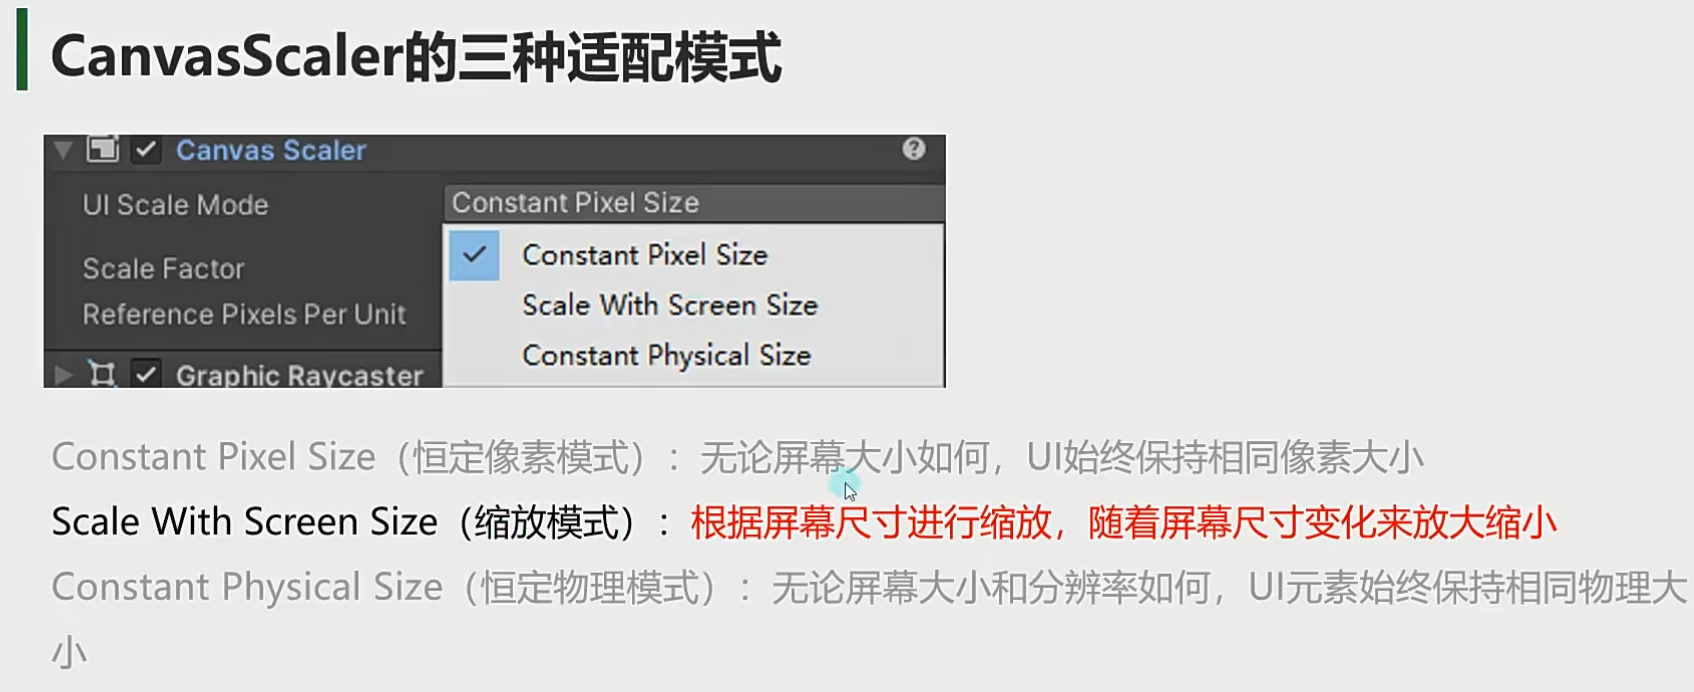 CanvasScaler的三种适配模式
Canvas Scaler
UI Scale Mode
Constant Pixel Size
Constant Pixel Size
Scale Factor
Scale With Screen Size
Reference Pixels Per Unit
Constant Physical Size
Graphic Raycaster
Constant Pixel Size（恒定像素模式）：无论屏幕大小如何，UI始终保持相同像素大小
Scale With Screen Size（缩放模式）：根据屏幕尺寸进行缩放，随着屏幕尺寸变化来放大缩小
Constant Physical Size（恒定物理模式）：无论屏幕大小和分辨率如何，UI元素始终保持相同物理大
小